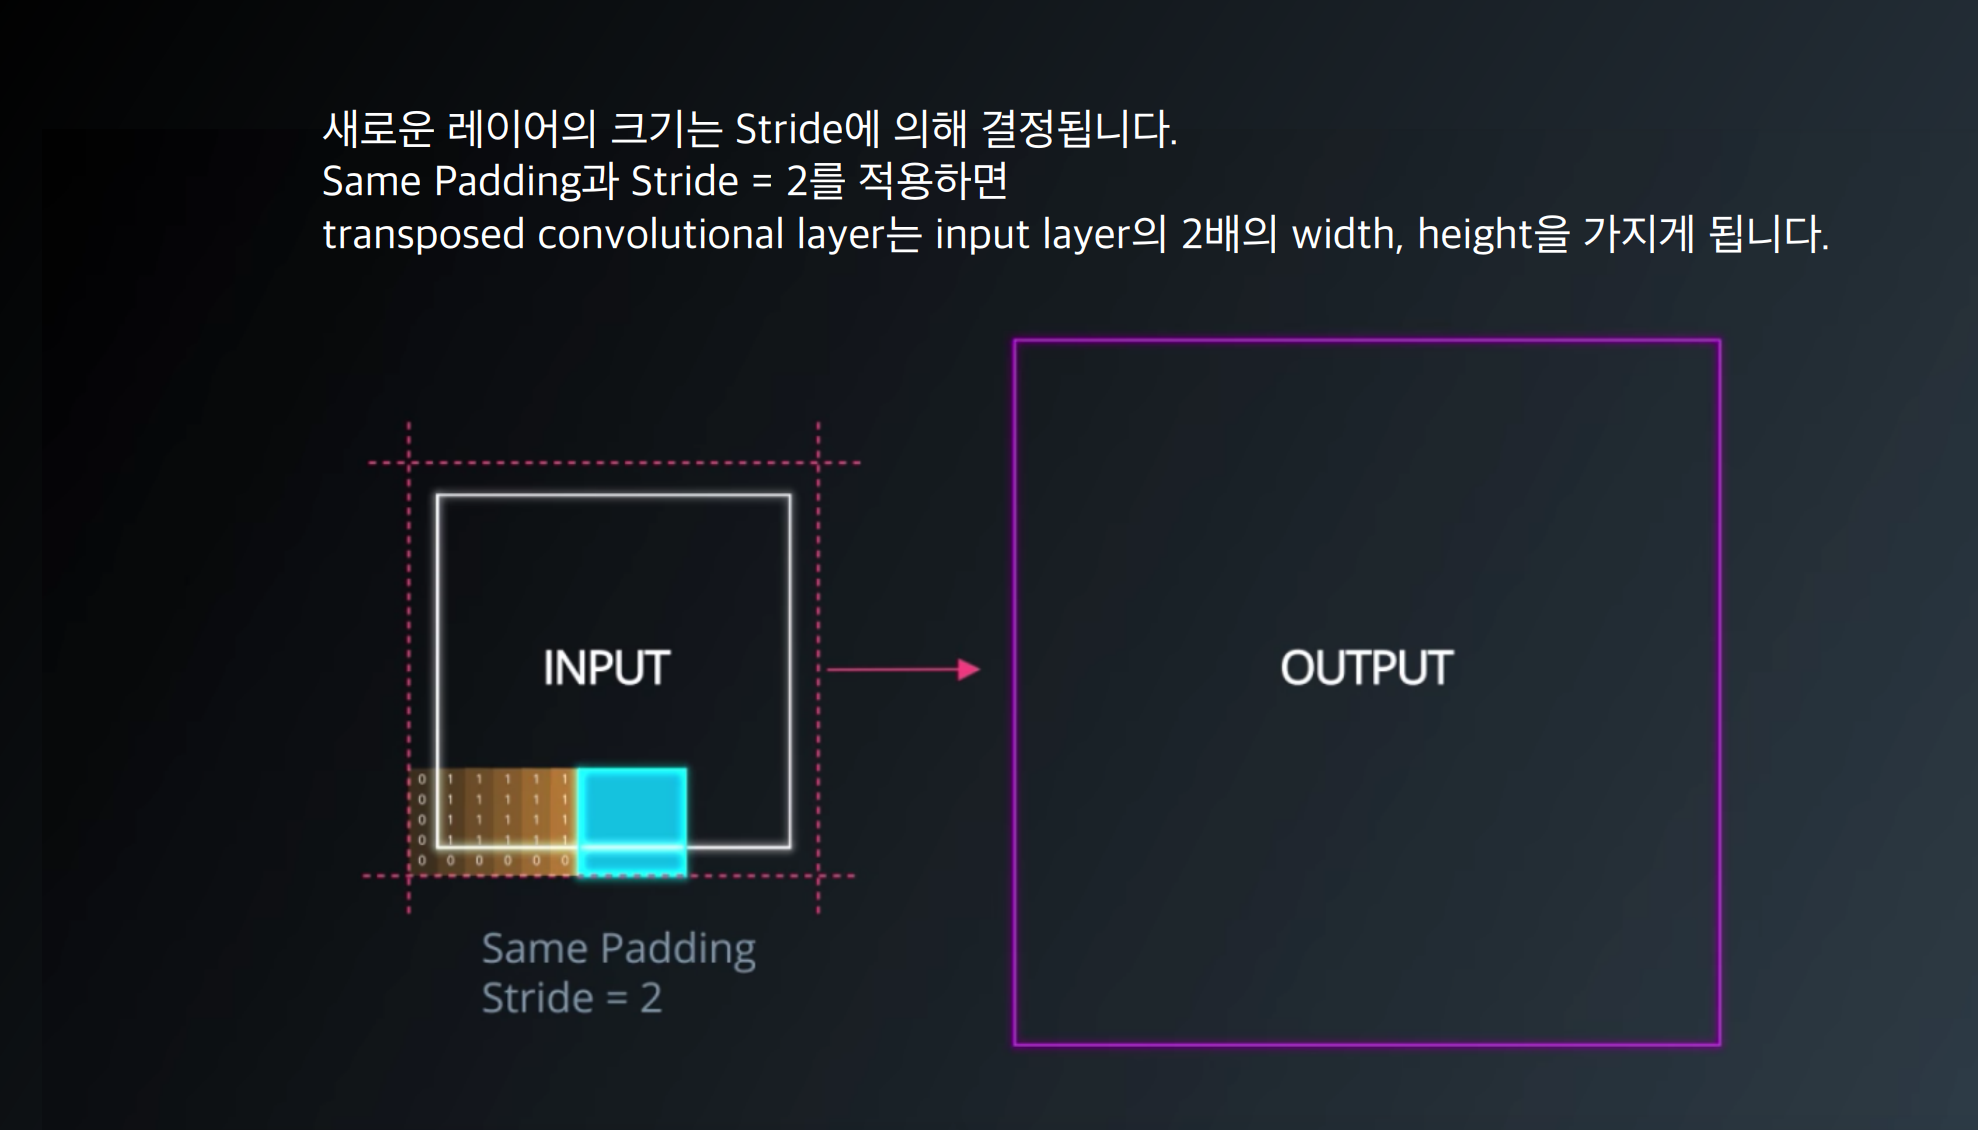 새로운 레이어의 크기는 Stride에 의해 결정됩니다.
Same Padding과 Stride = 2를 적용하면
transposed convolutional layer는 input layer의 2배의 width, height을 가지게 됩니다.
INPUT
OUTPUT
0 1 1 1 1 1
0 1 1 1 1 1
0 1 1 1 1 1
0 1 1 1 1 1
0 0 0 0 0 0
Same Padding
Stride = 2